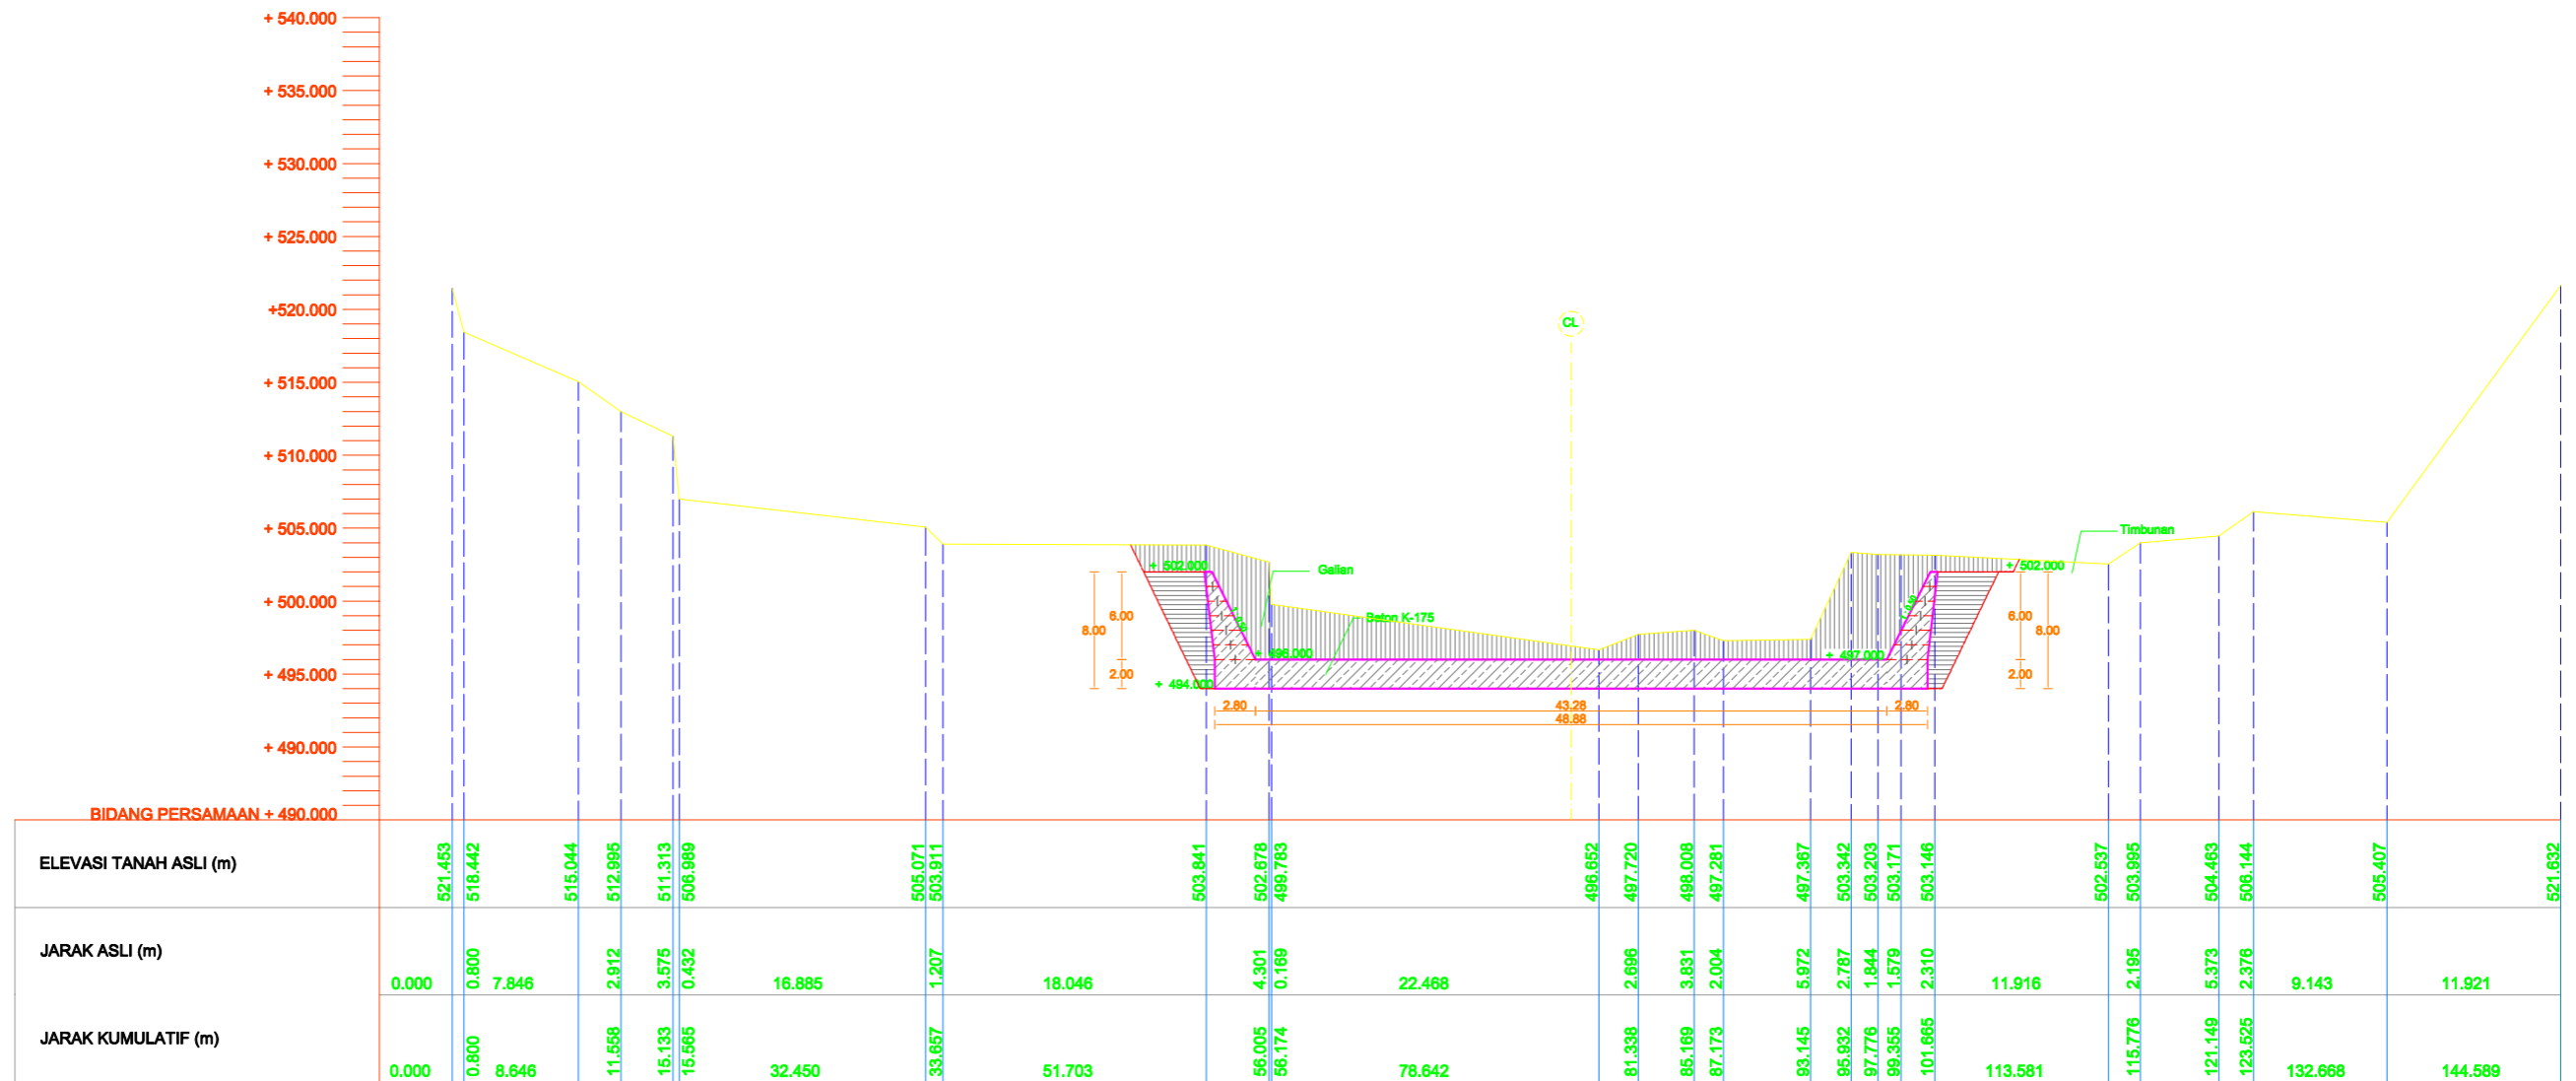 + 540.000
+ 535.000
+ 530.000
+ 525.000
+520.000
+ 515.000
+ 510.000
+ 505.000
+ 500.000
+ 495.000
+ 490.000
BIDANG PERSAMAAN + 490.000
CL
Timbunan
Galian
Beton K-175
+ 502.000
+ 502.000
+ 496.000
+ 497.000
+ 494.000
8.00
6.00
2.00
6.00
8.00
2.00
2.80
43.28
2.80
48.88
ELEVASI TANAH ASLI (m)
521.453 518.442 515.044 512.995 511.313 506.989 505.071 503.911 503.841 502.678 499.783 496.652 497.720 498.008 497.281 497.367 503.342 503.203 503.171 503.146 502.537 503.995 504.463 506.144 505.407 521.632
JARAK ASLI (m)
0.000 0.800 7.846 2.912 3.575 0.432 16.885 1.207 18.046 4.301 0.169 22.468 2.696 3.831 2.004 5.972 2.787 1.844 1.579 2.310 11.916 2.195 5.373 2.376 9.143 11.921
JARAK KUMULATIF (m)
0.000 0.800 8.646 11.558 15.133 15.565 32.450 33.657 51.703 56.005 56.174 78.642 81.338 85.169 87.173 93.145 95.932 97.776 99.355 101.665 113.581 115.776 121.149 123.525 132.668 144.589